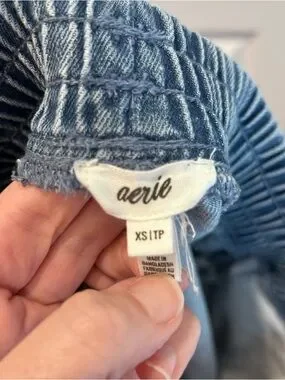 aerie
XS|TP
MADE IN
BANGLADESH
FABRIQUÉ AU